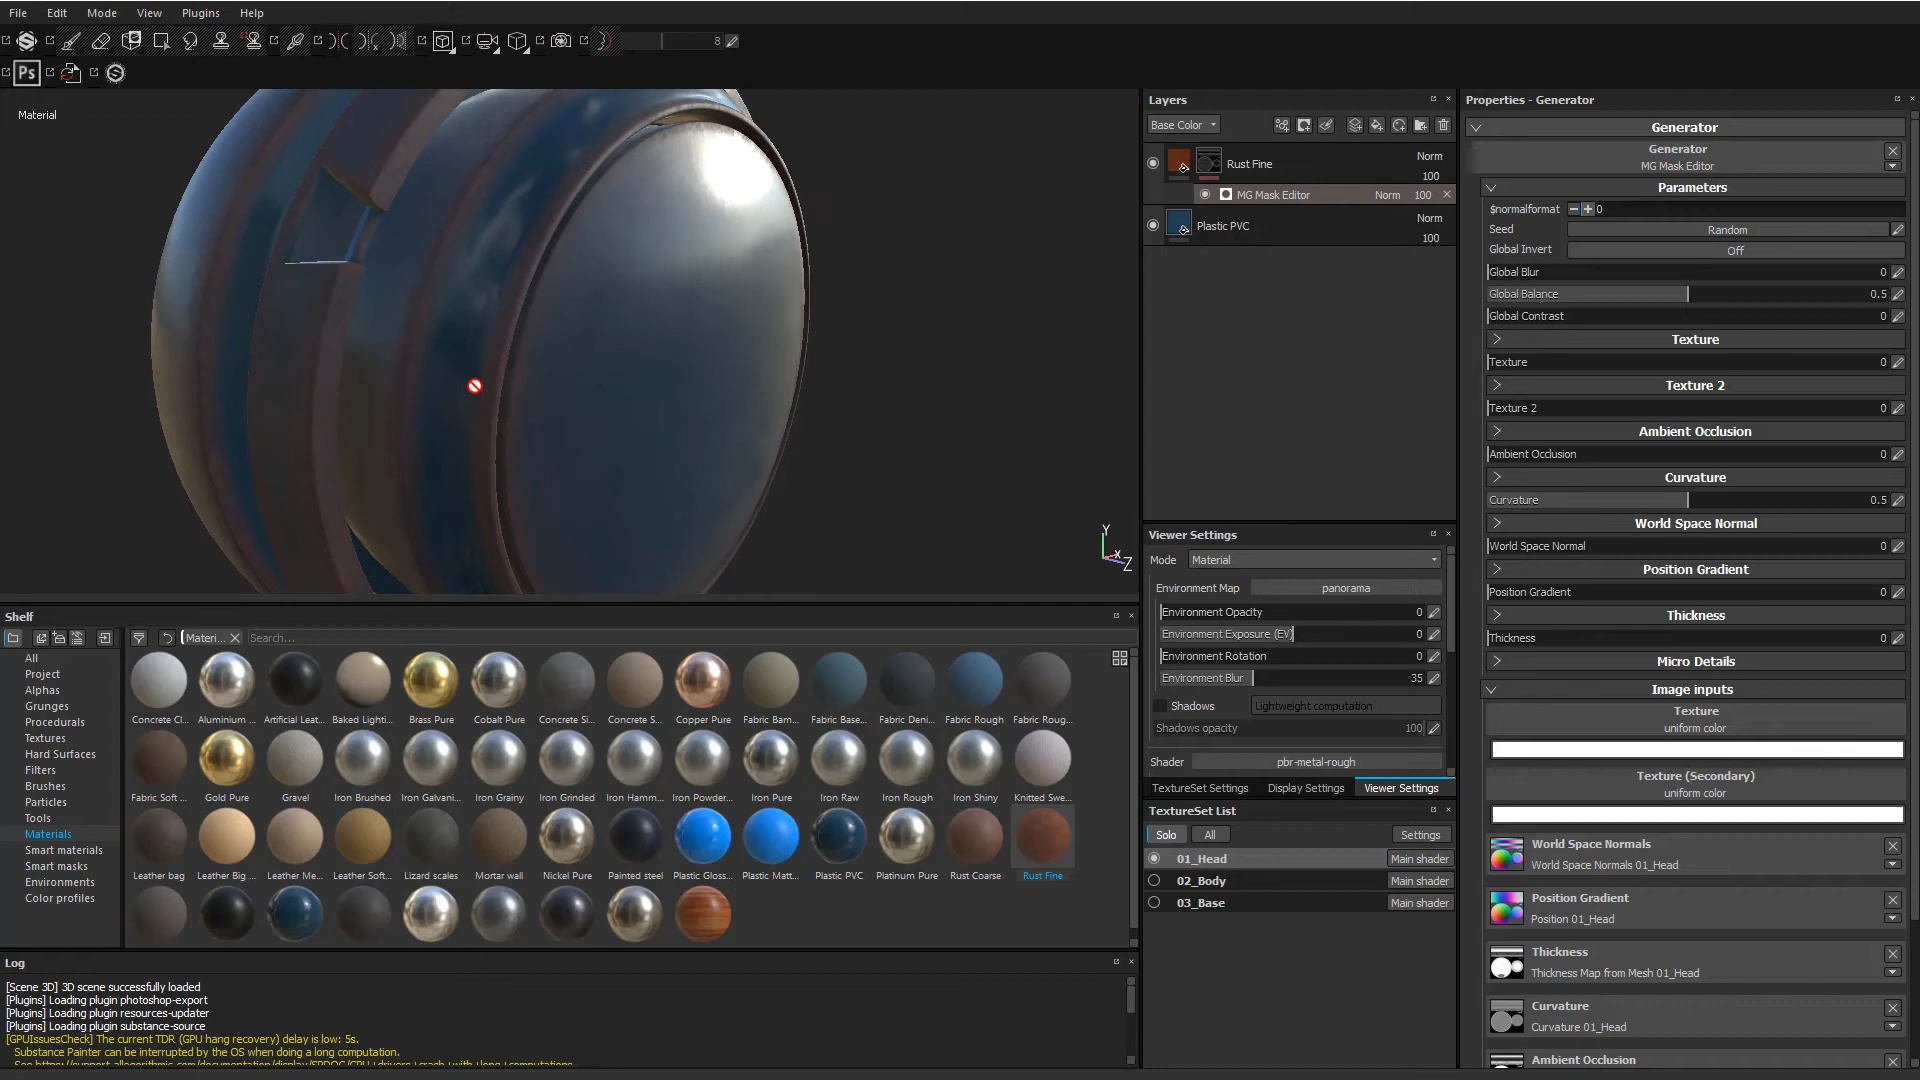 File Edit Mode View Plugins Help
8
Ps
Material
Y
X
Z
Layers
Base Color
Rust Fine Norm
100
MG Mask Editor Norm 100
Plastic PVC Norm
100
Viewer Settings
Mode Material
Environment Map panorama
Environment Opacity 0
Environment Exposure (EV) 0
Environment Rotation 0
Environment Blur 35
Shadows Lightweight computation
Shadows opacity 100
Shader pbr-metal-rough
TextureSet Settings Display Settings Viewer Settings
TextureSet List
Solo All Settings
01_Head Main shader
02_Body Main shader
03_Base Main shader
Properties - Generator
Generator
Generator
MG Mask Editor
Parameters
$normalformat 0
Seed Random
Global Invert Off
Global Blur 0
Global Balance 0.5
Global Contrast 0
Texture
Texture 0
Texture 2
Texture 2 0
Ambient Occlusion
Ambient Occlusion 0
Curvature
Curvature 0.5
World Space Normal
World Space Normal 0
Position Gradient
Position Gradient 0
Thickness
Thickness 0
Micro Details
Image inputs
Texture
uniform color
Texture (Secondary)
uniform color
World Space Normals
World Space Normals 01_Head
Position Gradient
Position 01_Head
Thickness
Thickness Map from Mesh 01_Head
Curvature
Curvature 01_Head
Ambient Occlusion
Shelf
Materi... Search...
All
Project
Alphas
Grunges
Procedurals
Textures
Hard Surfaces
Filters
Brushes
Particles
Tools
Materials
Smart materials
Smart masks
Environments
Color profiles
Concrete Cl... Aluminium ... Artificial Leat... Baked Lighti... Brass Pure Cobalt Pure Concrete Si... Concrete S... Copper Pure Fabric Bam... Fabric Base... Fabric Deni... Fabric Rough Fabric Roug...
Fabric Soft ... Gold Pure Gravel Iron Brushed Iron Galvani... Iron Grainy Iron Grinded Iron Hamm... Iron Powder... Iron Pure Iron Raw Iron Rough Iron Shiny Knitted Swe...
Leather bag Leather Big ... Leather Me... Leather Soft... Lizard scales Mortar wall Nickel Pure Painted steel Plastic Gloss... Plastic Matt... Plastic PVC Platinum Pure Rust Coarse Rust Fine
Log
[Scene 3D] 3D scene successfully loaded
[Plugins] Loading plugin photoshop-export
[Plugins] Loading plugin resources-updater
[Plugins] Loading plugin substance-source
[GPUIssuesCheck] The current TDR (GPU hang recovery) delay is low: 5s.
Substance Painter can be interrupted by the OS when doing a long computation.